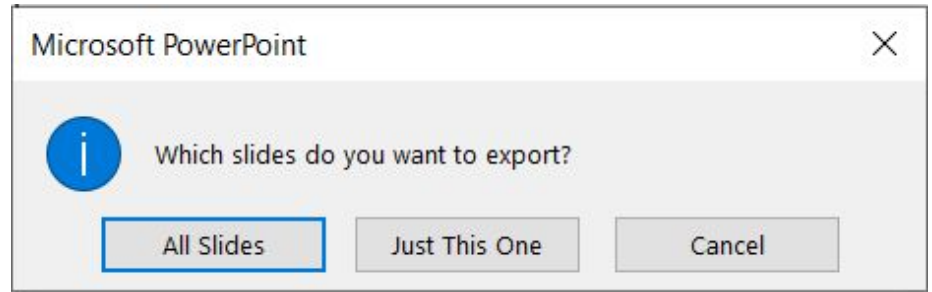 Microsoft PowerPoint
Which slides do you want to export?
All Slides Just This One Cancel